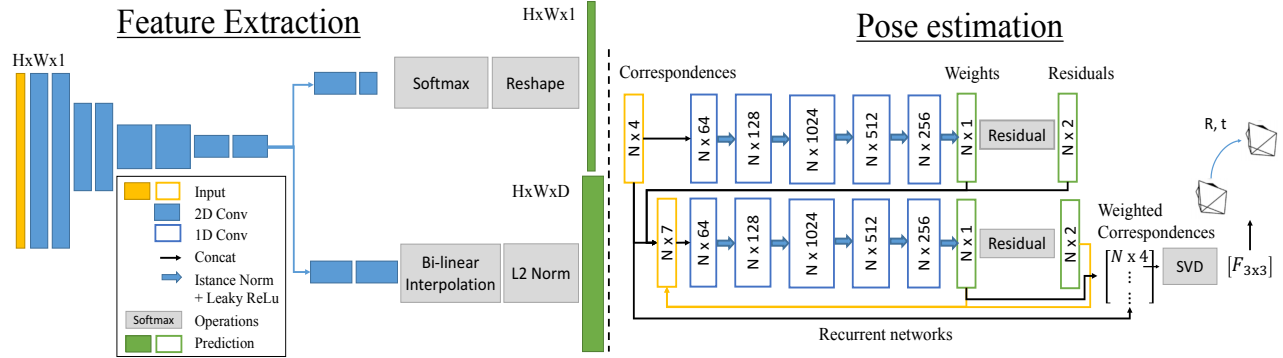 Feature Extraction
HxWx1
HxWx1
Softmax
Reshape
HxWxD
Bi-linear
Interpolation
L2 Norm
Input
2D Conv
1D Conv
Concat
Istance Norm
+ Leaky ReLu
Softmax
Operations
Prediction
Pose estimation
Correspondences
Weights
Residuals
N x 4
N x 64
N x 128
N x 1024
N x 512
N x 256
N x 1
Residual
N x 2
R, t
N x 7
N x 64
N x 128
N x 1024
N x 512
N x 256
N x 1
Residual
N x 2
Weighted
Correspondences
[N x 4]
SVD
[F3x3]
Recurrent networks